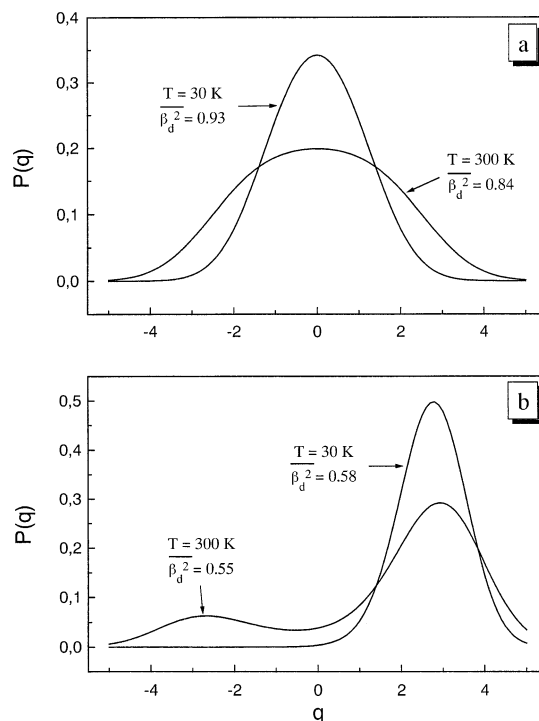 0,4
a
T = 30 K
β_d^2 = 0.93
0,3
P(q)
0,2
T = 300 K
β_d^2 = 0.84
0,1
0,0
-4 -2 0 2 4
b
0,5
T = 30 K
β_d^2 = 0.58
0,4
0,3
P(q)
T = 300 K
β_d^2 = 0.55
0,2
0,1
0,0
-4 -2 0 2 4
q